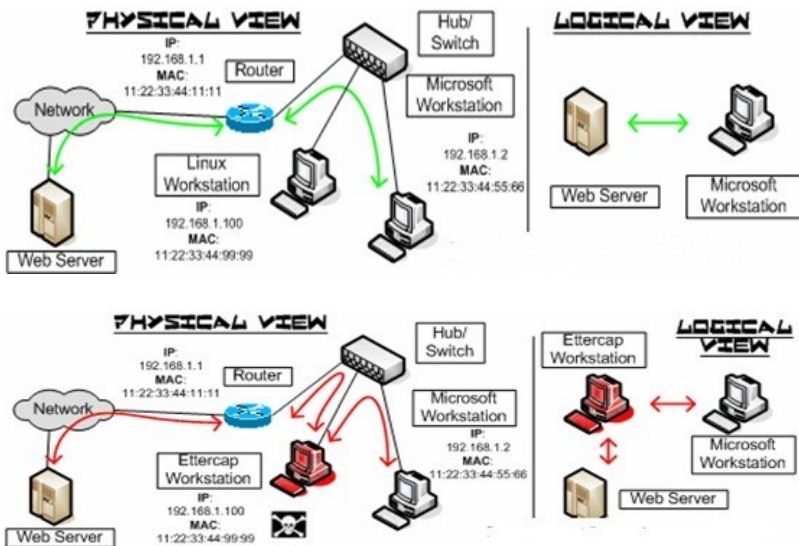 PHYSICAL VIEW
IP:
192.168.1.1
MAC:
11:22:33:44:11:11
Router
Hub/
Switch
Network
Microsoft
Workstation
IP:
192.168.1.2
MAC:
11:22:33:44:55:66
Linux
Workstation
IP:
192.168.1.100
MAC:
11:22:33:44:99:99
Web Server
LOGICAL VIEW
Web Server
Microsoft
Workstation
PHYSICAL VIEW
IP:
192.168.1.1
MAC:
11:22:33:44:11:11
Router
Hub/
Switch
Network
Microsoft
Workstation
IP:
192.168.1.2
MAC:
11:22:33:44:55:66
Ettercap
Workstation
IP:
192.168.1.100
MAC:
11:22:33:44:99:99
Web Server
LOGICAL
VIEW
Ettercap
Workstation
Microsoft
Workstation
Web Server